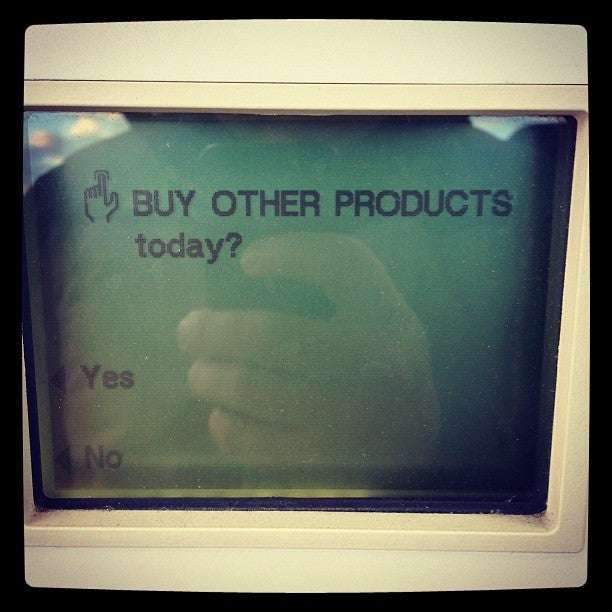 BUY OTHER PRODUCTS
today?
Yes
No